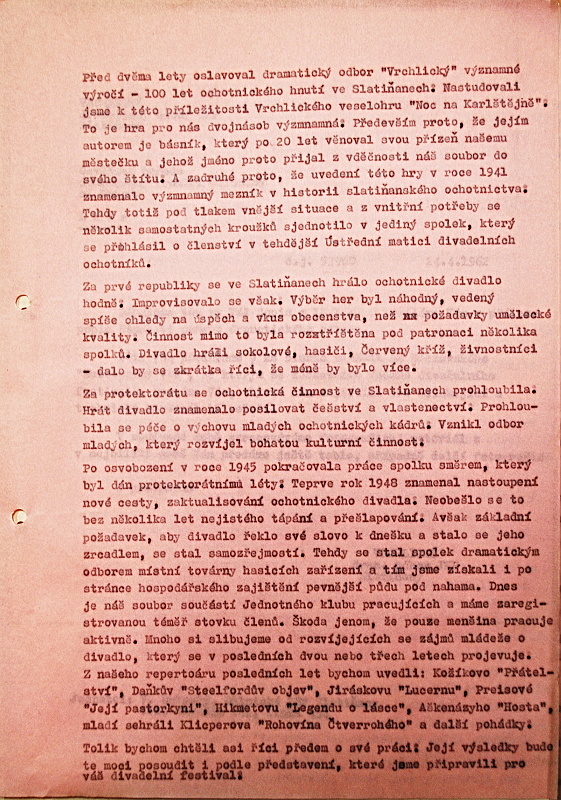 Před dvěma lety oslavoval dramatický odbor "Vrchlický" významné
výročí - 100 let ochotnického hnutí ve Slatiňanech. Nastudovali
jsme k této příležitosti Vrchlického veselohru "Noc na Karlštějně".
To je hra pro nás dvojnásob významná. Především proto, že jejím
autorem je básník, který po 20 let věnoval svou přízeň našemu
městečku a jehož jméno proto přijal z vděčnosti náš soubor do
svého štítu. A zadruhé proto, že uvedení této hry v roce 1941
znamenalo významný mezník v historii slatiňanského ochotnictva.
Tehdy totiž pod tlakem vnější situace a z vnitřní potřeby se
několik samostatných kroužků sjednotilo v jediný spolek, který
se přihlásil o členství v tehdejší Ústřední matici divadelních
ochotníků.
Za prvé republiky se ve Slatiňanech hrálo ochotnické divadlo
hodně. Improvisovalo se však. Výběr her byl náhodný, vedený
spíše ohledy na úspěch a vkus obecenstva, než na požadavky umělecké
kvality. Činnost mimo to byla rozztříštěna pod patronaci několika
spolků. Divadlo hráli sokolové, hasiči, Červený kříž, živnostníci
- dalo by se zkrátka říci, že méně by bylo více.
Za protektorátu se ochotnická činnost ve Slatiňanech prohloubila.
Hrát divadlo znamenalo posilovat češství a vlastenectví. Prohlou-
bila se péče o výchovu mladých ochotnických kádrů. Vznikl odbor
mladých, který rozvíjel bohatou kulturní činnost.
Po osvobození v roce 1945 pokračovala práce spolku směrem, který
byl dán protektorátnímu léty. Teprve rok 1948 znamenal nastoupení
nové cesty, zaktualisování ochotnického divadla. Neobešlo se to
bez několika let nejistého tápání a přešlapování. Avšak základní
požadavek, aby divadlo řeklo své slovo k dnešku a stalo se jeho
zrcadlem, se stal samozřejmostí. Tehdy se stal spolek dramatickým
odborem místní továrny hasicích zařízení a tím jsme získali i po
stránce hospodářského zajištění pevnější půdu pod nahama. Dnes
je náš soubor součástí Jednotného klubu pracujících a máme zaregi-
strovanou téměř stovku členů. Škoda jenom, že pouze menšina pracuje
aktivně. Mnoho si slibujeme od rozvíjejících se zájmů mládeže o
divadlo, který se v posledních dvou nebo třech letech projevuje.
Z našeho repertoáru posledních let bychom uvedli: Kožíkovo "Přátel-
ství", Daňkův "Steelfordův objev", Jiráskovu "Lucernu", Preisové
"Její pastorkyni", Hikmetovu "Legendu o lásce", Aškenázyho "Hosta",
mladí sehráli Klicperova "Rohovína Čtverrohého" a další pohádky.
Tolik bychom chtěli asi říci předem o své práci. Její výsledky bude
te moci posoudit i podle představení, které jsme připravili pro
váš divadelní festival.